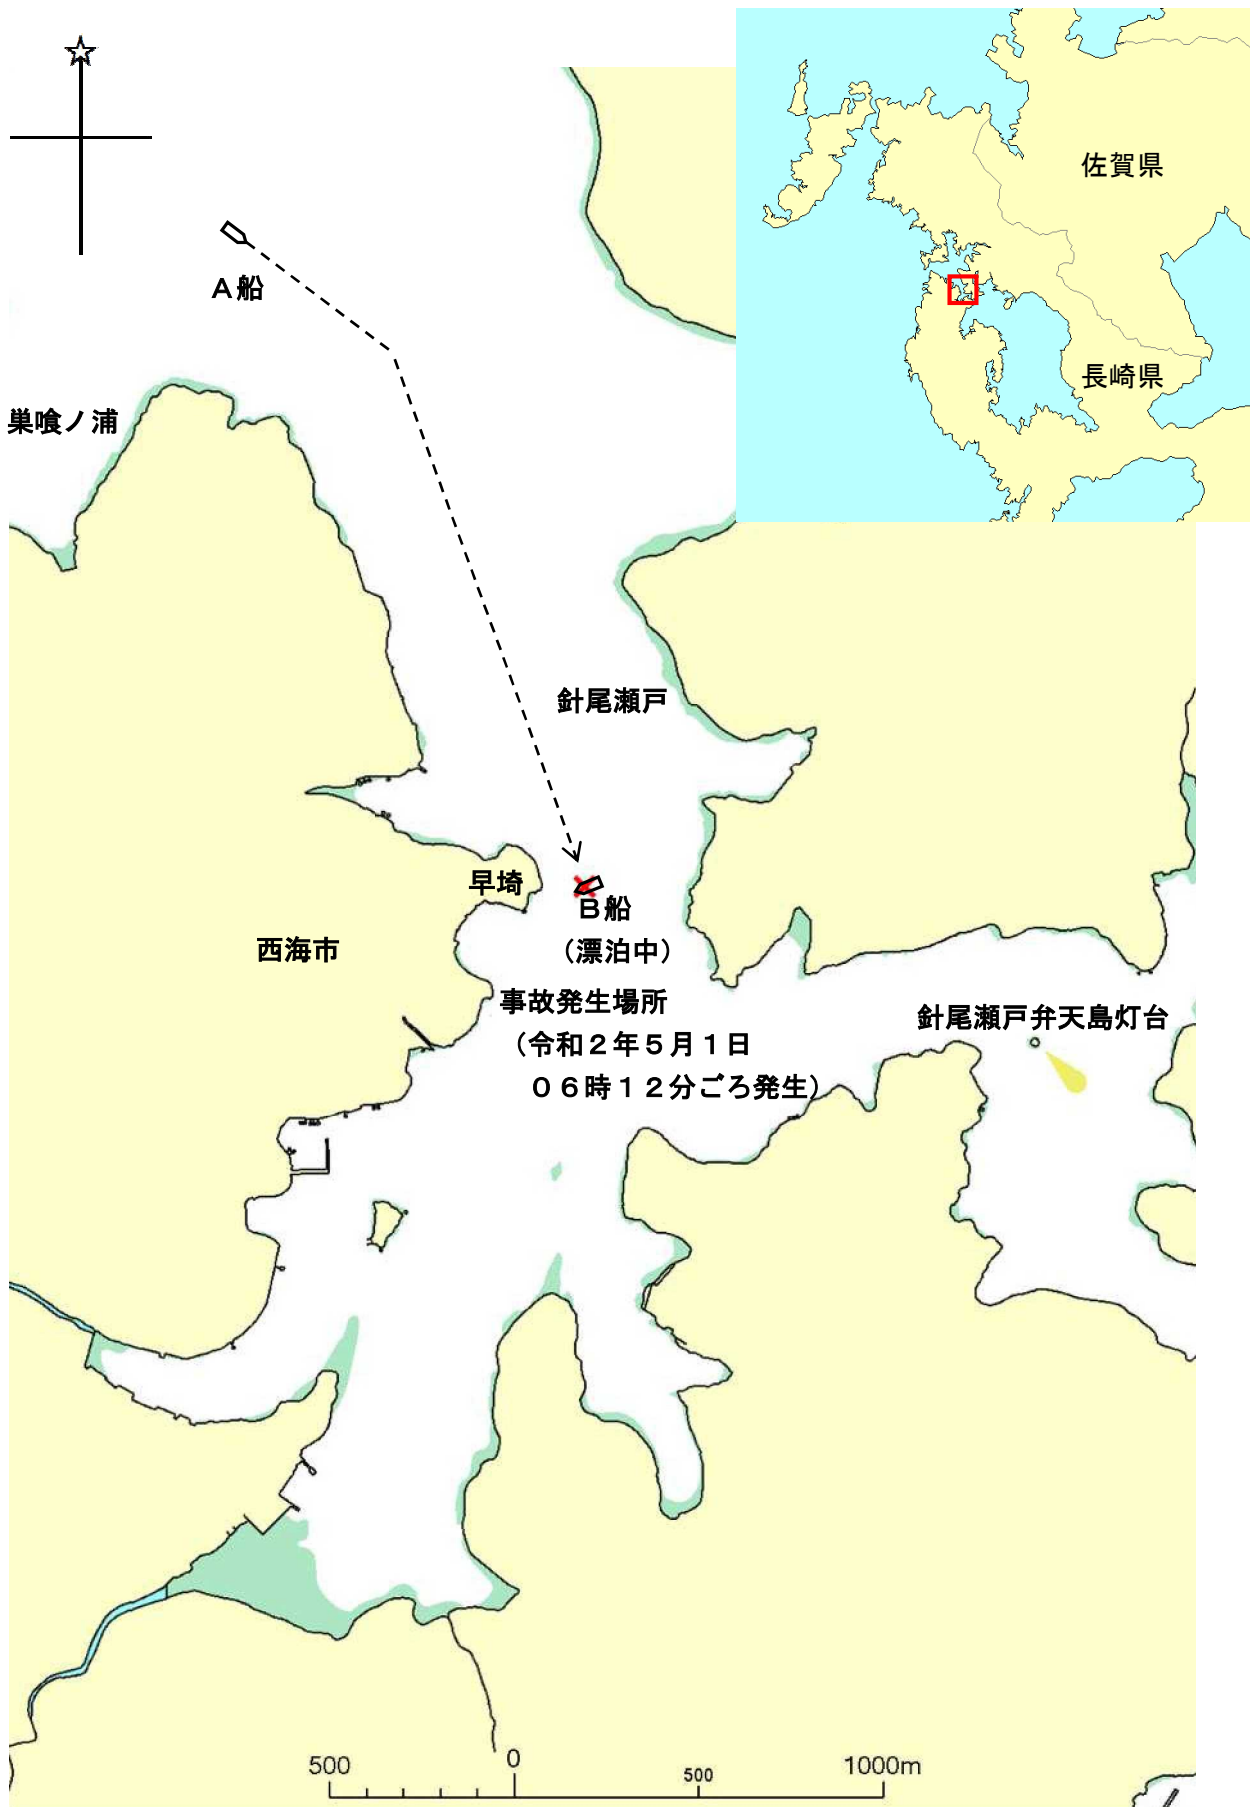 佐賀県
長崎県
A船
巣喰ノ浦
針尾瀬戸
早埼
B船
（漂泊中）
西海市
事故発生場所
（令和２年５月１日
０６時１２分ごろ発生）
針尾瀬戸弁天島灯台
500 0 500 1000m